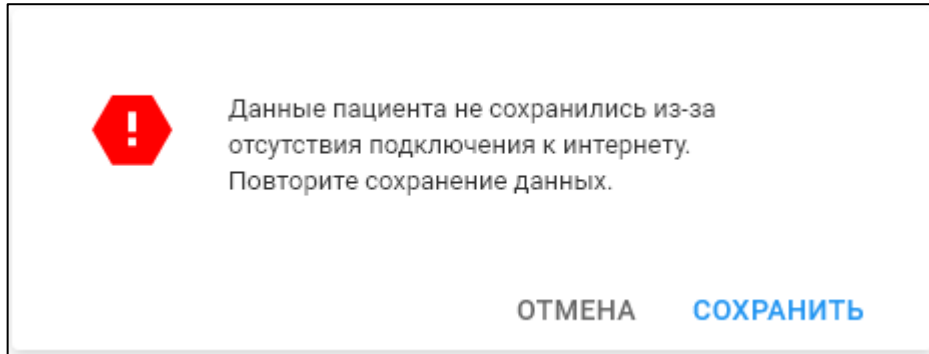 Данные пациента не сохранились из-за
отсутствия подключения к интернету.
Повторите сохранение данных.
ОТМЕНА СОХРАНИТЬ